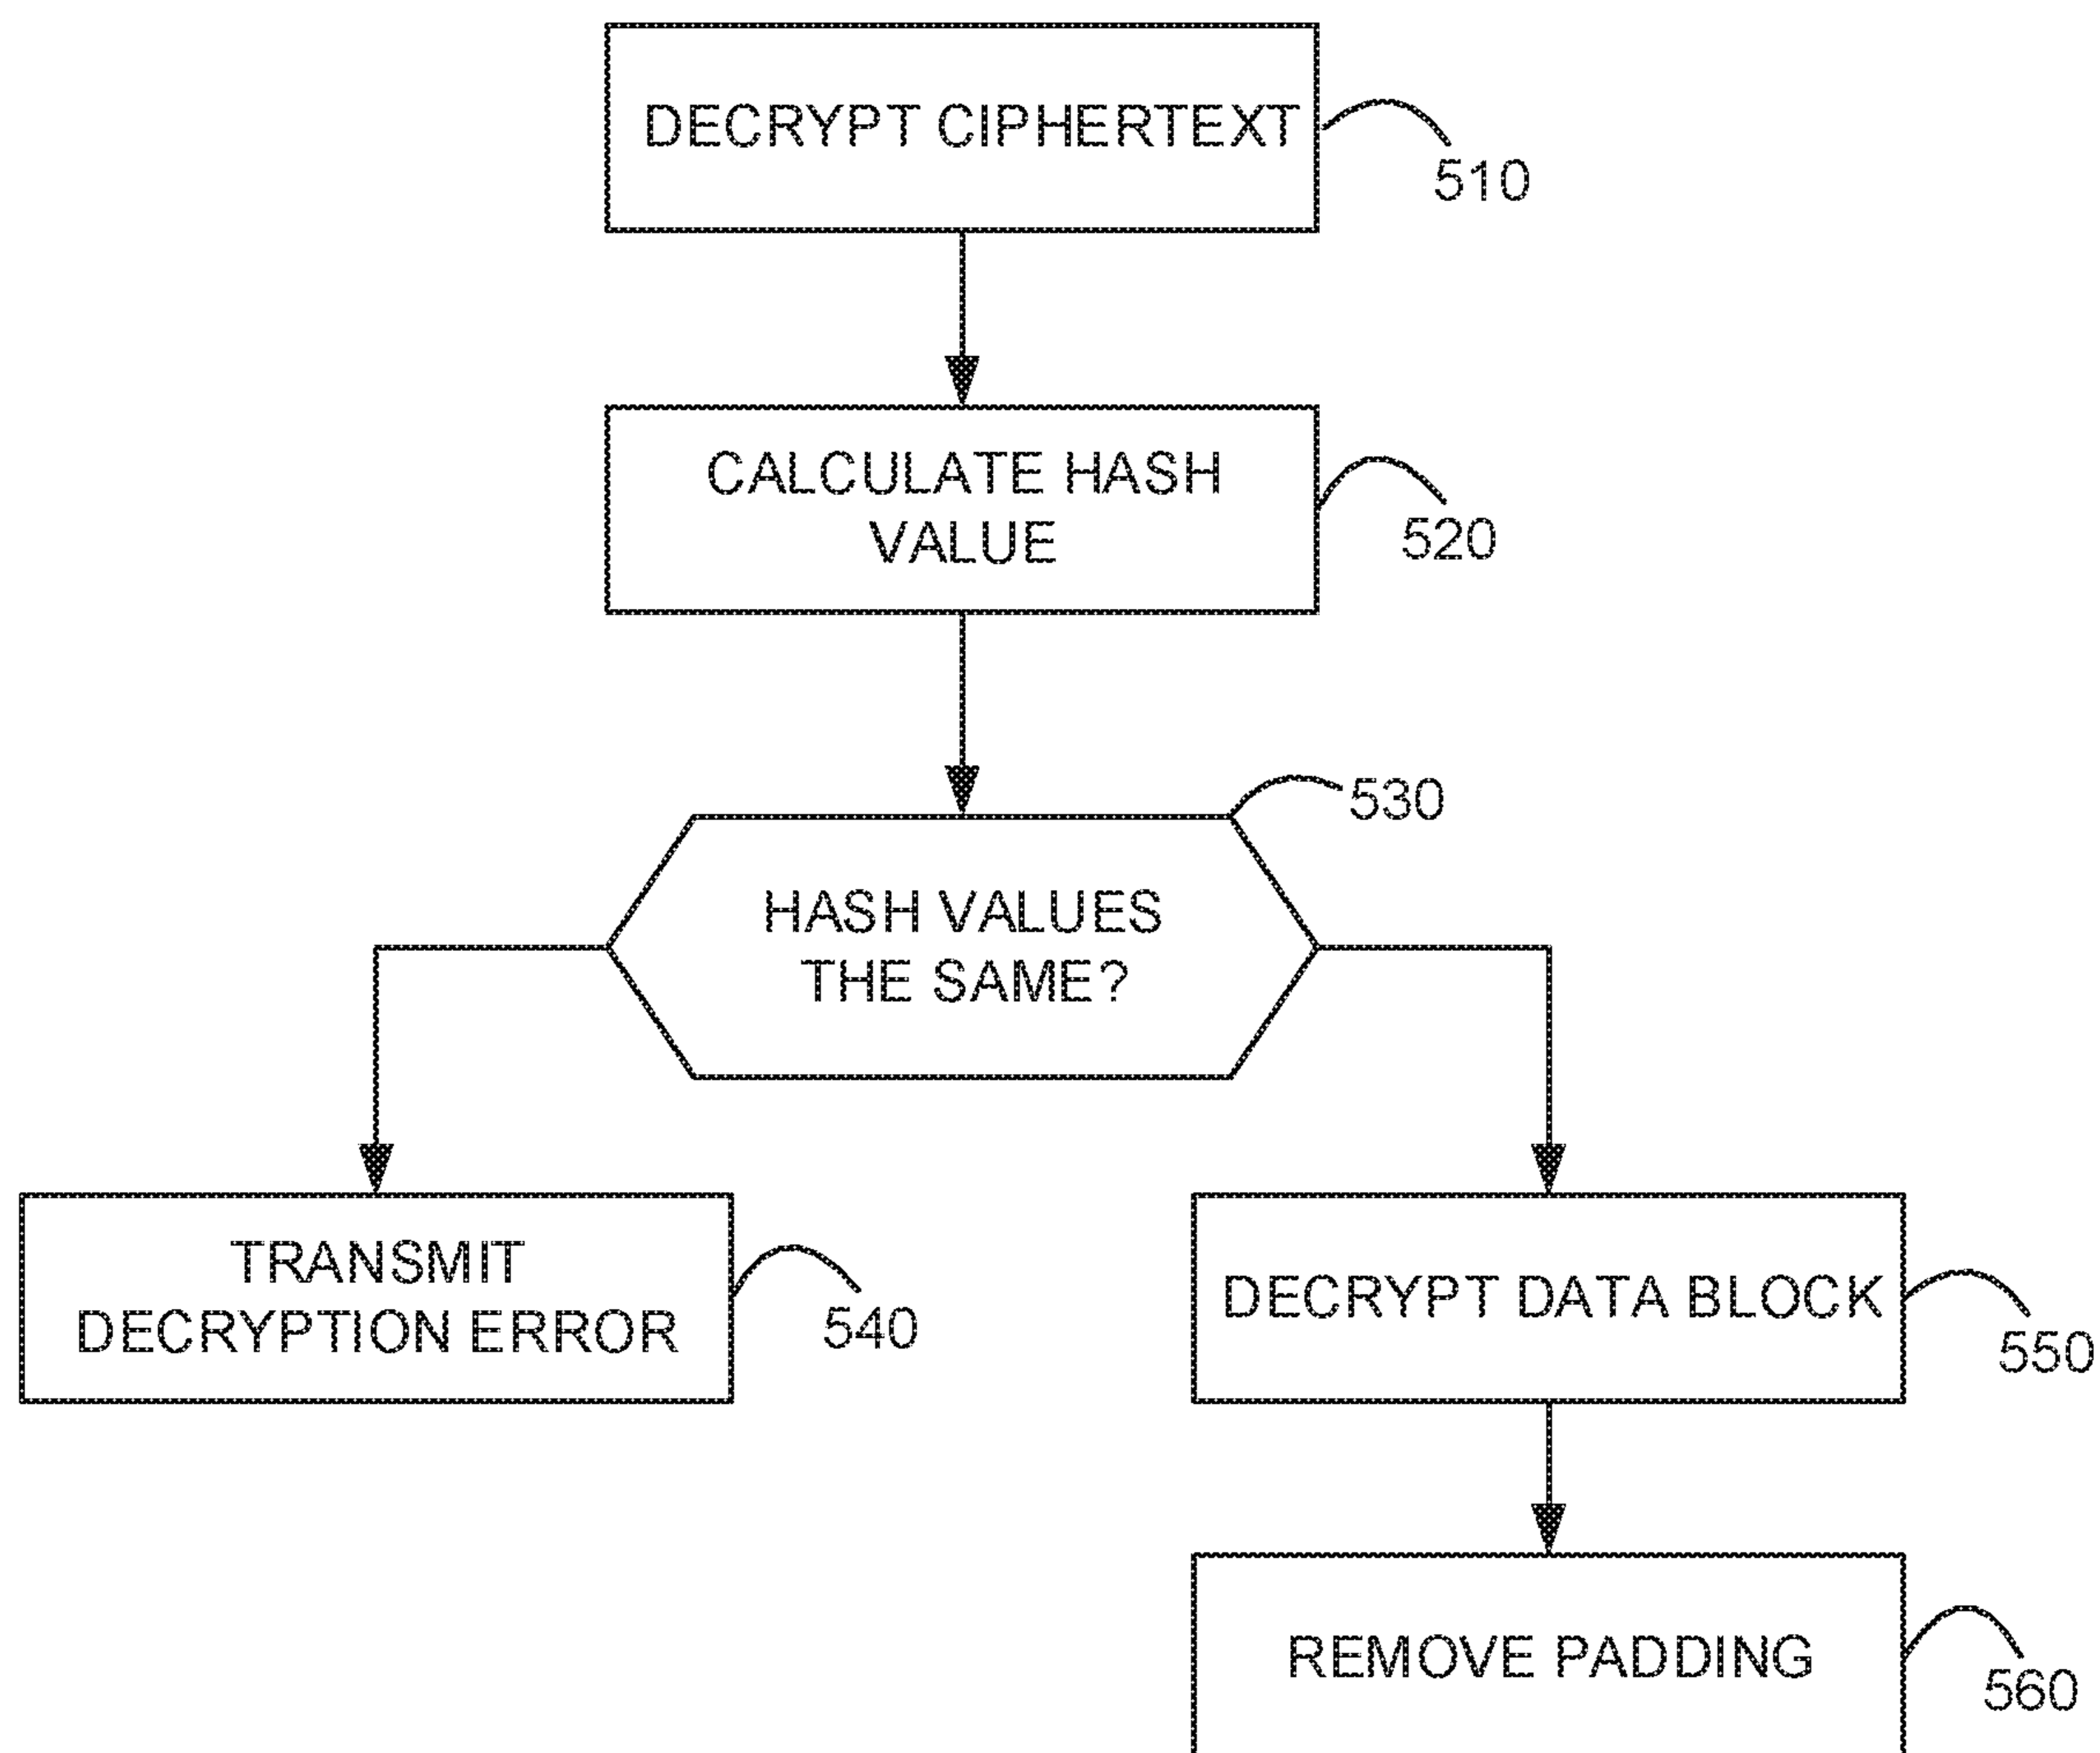 DECRYPT CIPHERTEXT
510
CALCULATE HASH
VALUE
520
530
HASH VALUES
THE SAME?
TRANSMIT
DECRYPTION ERROR
540
DECRYPT DATA BLOCK
550
REMOVE PADDING
560